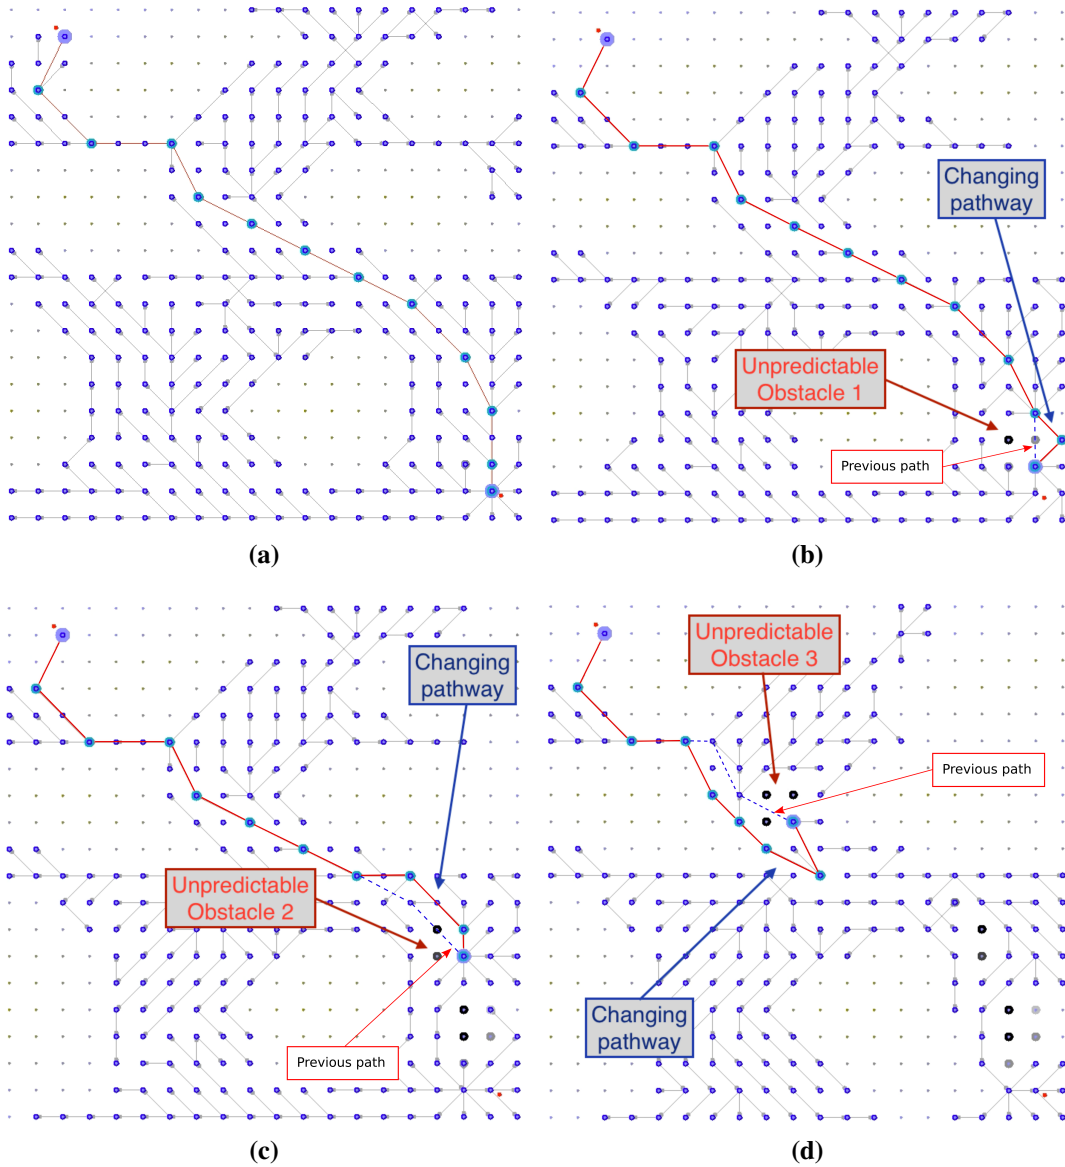 (a)
Changing
pathway
Unpredictable
Obstacle 1
Previous path
(b)
Changing
pathway
Unpredictable
Obstacle 2
Previous path
(c)
Unpredictable
Obstacle 3
Previous path
Changing
pathway
(d)